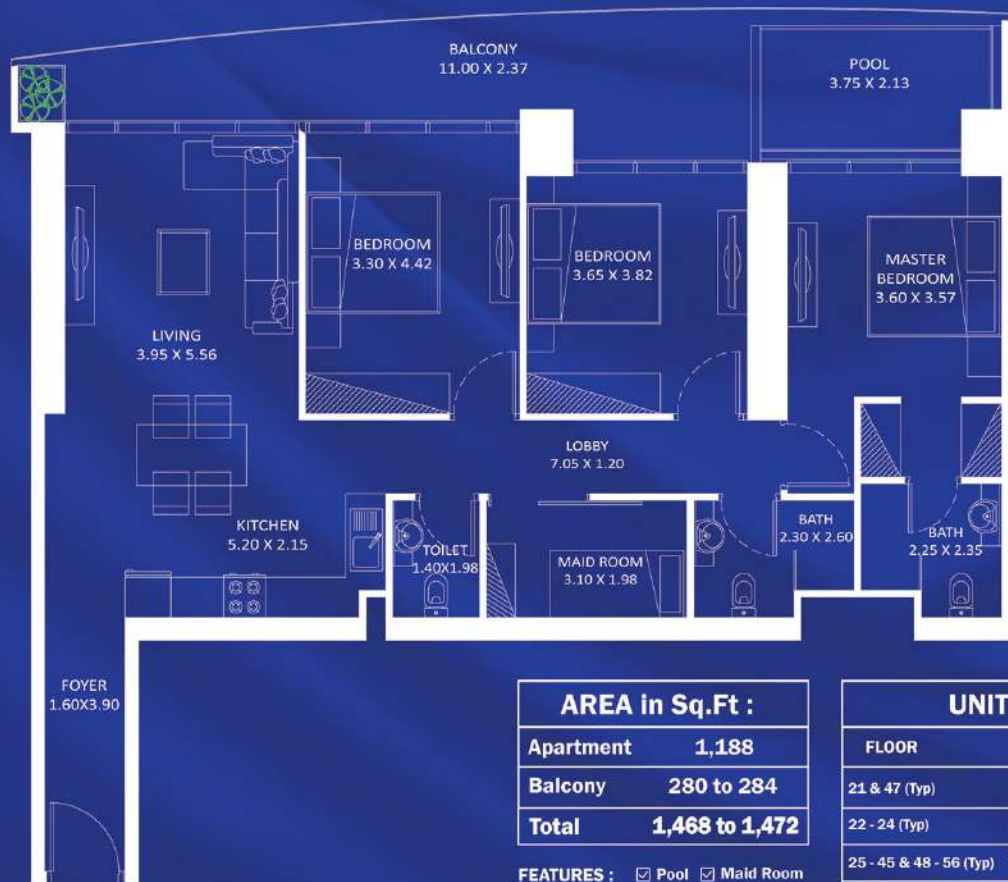 BALCONY
11.00 X 2.37
POOL
3.75 X 2.13
BEDROOM
3.30 X 4.42
BEDROOM
3.65 X 3.82
MASTER
BEDROOM
3.60 X 3.57
LIVING
3.95 X 5.56
LOBBY
7.05 X 1.20
KITCHEN
5.20 X 2.15
TOILET
1.40X1.98
MAID ROOM
3.10 X 1.98
BATH
2.30 X 2.60
BATH
2.25 X 2.35
FOYER
1.60X3.90
AREA in Sq.Ft :
Apartment 1,188
Balcony 280 to 284
Total 1,468 to 1,472
FEATURES : ☑ Pool ☑ Maid Room
UNIT
FLOOR
21 & 47 (Typ)
22 - 24 (Typ)
25 - 45 & 48 - 56 (Typ)